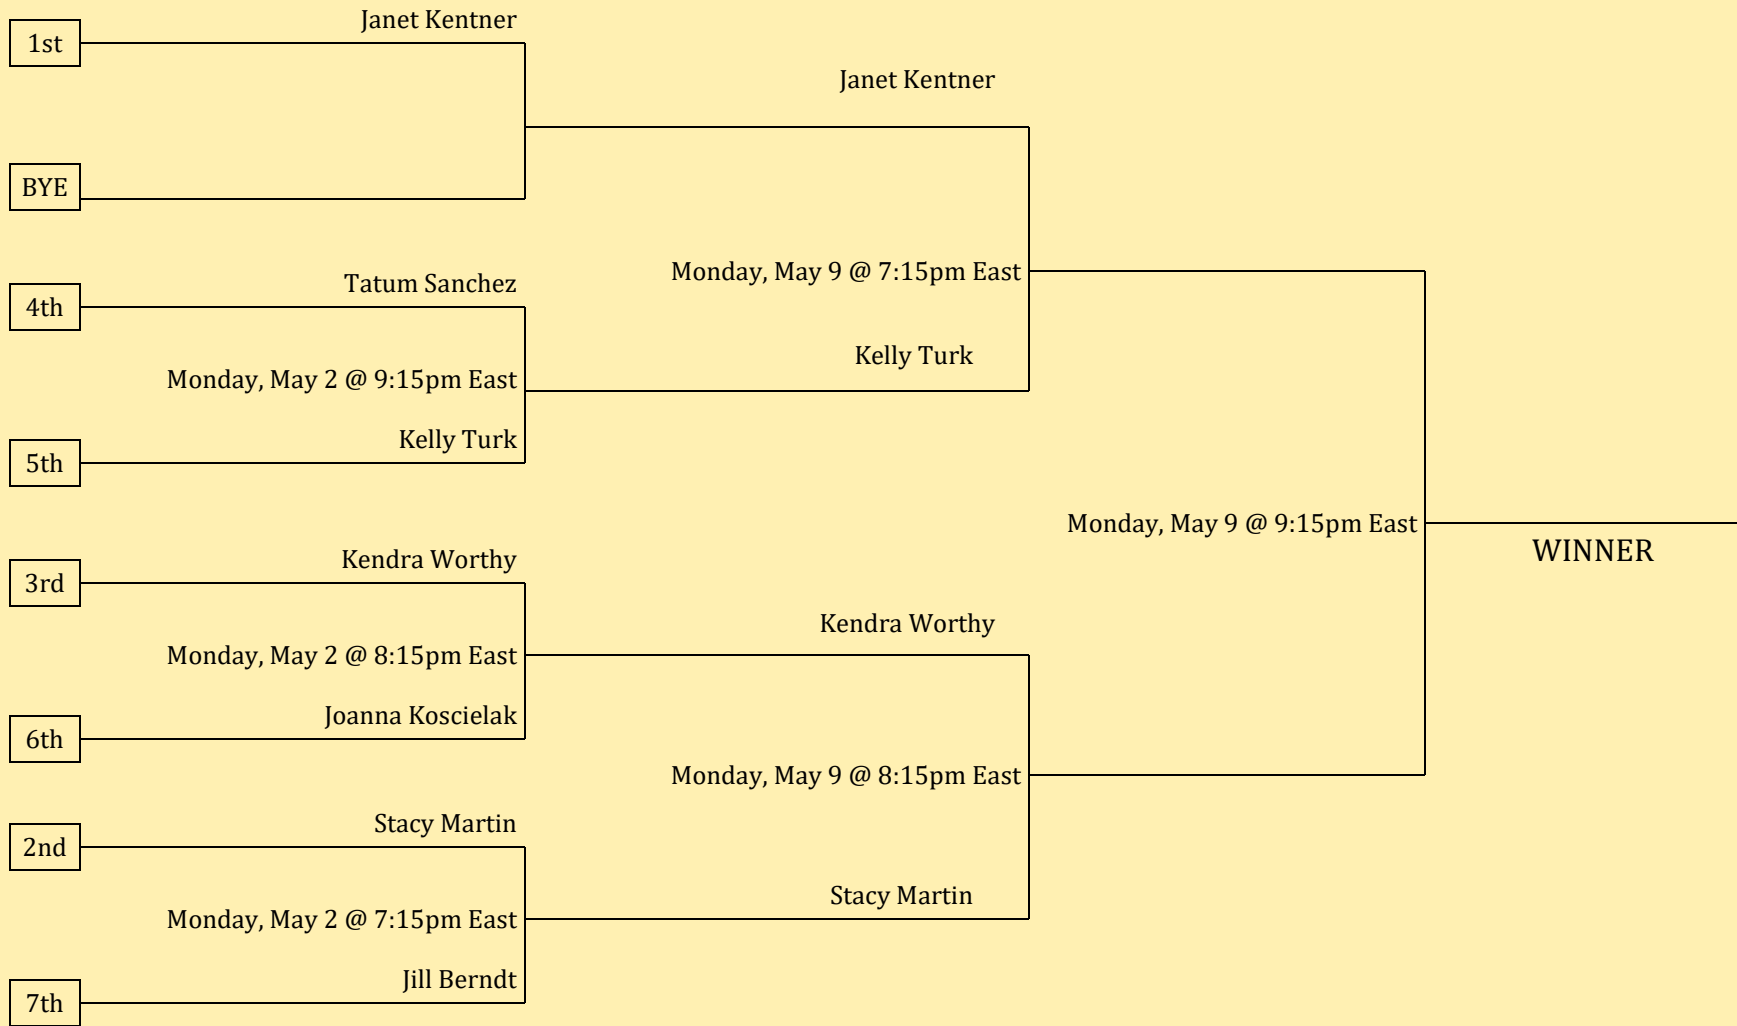 Janet Kentner
1st
Janet Kentner
BYE
Monday, May 9 @ 7:15pm East
Tatum Sanchez
4th
Kelly Turk
Monday, May 2 @ 9:15pm East
Kelly Turk
5th
Monday, May 9 @ 9:15pm East
WINNER
Kendra Worthy
3rd
Kendra Worthy
Monday, May 2 @ 8:15pm East
Joanna Koscielak
6th
Monday, May 9 @ 8:15pm East
Stacy Martin
2nd
Stacy Martin
Monday, May 2 @ 7:15pm East
Jill Berndt
7th